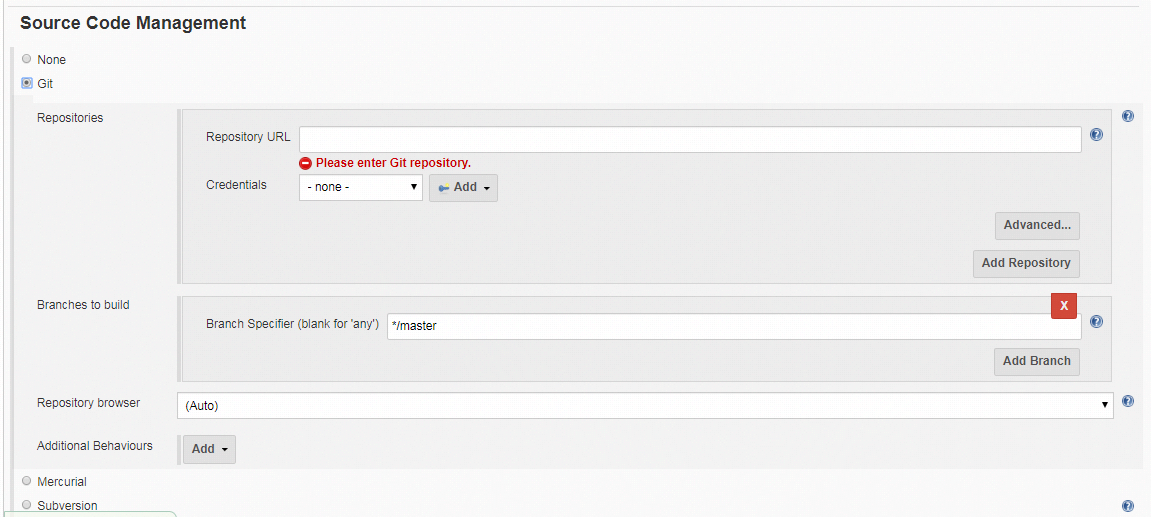 Source Code Management
None
Git
Repositories
Repository URL
Please enter Git repository.
Credentials - none - Add
Advanced...
Add Repository
Branches to build
X
Branch Specifier (blank for 'any') */master
Add Branch
Repository browser (Auto)
Additional Behaviours Add
Mercurial
Subversion